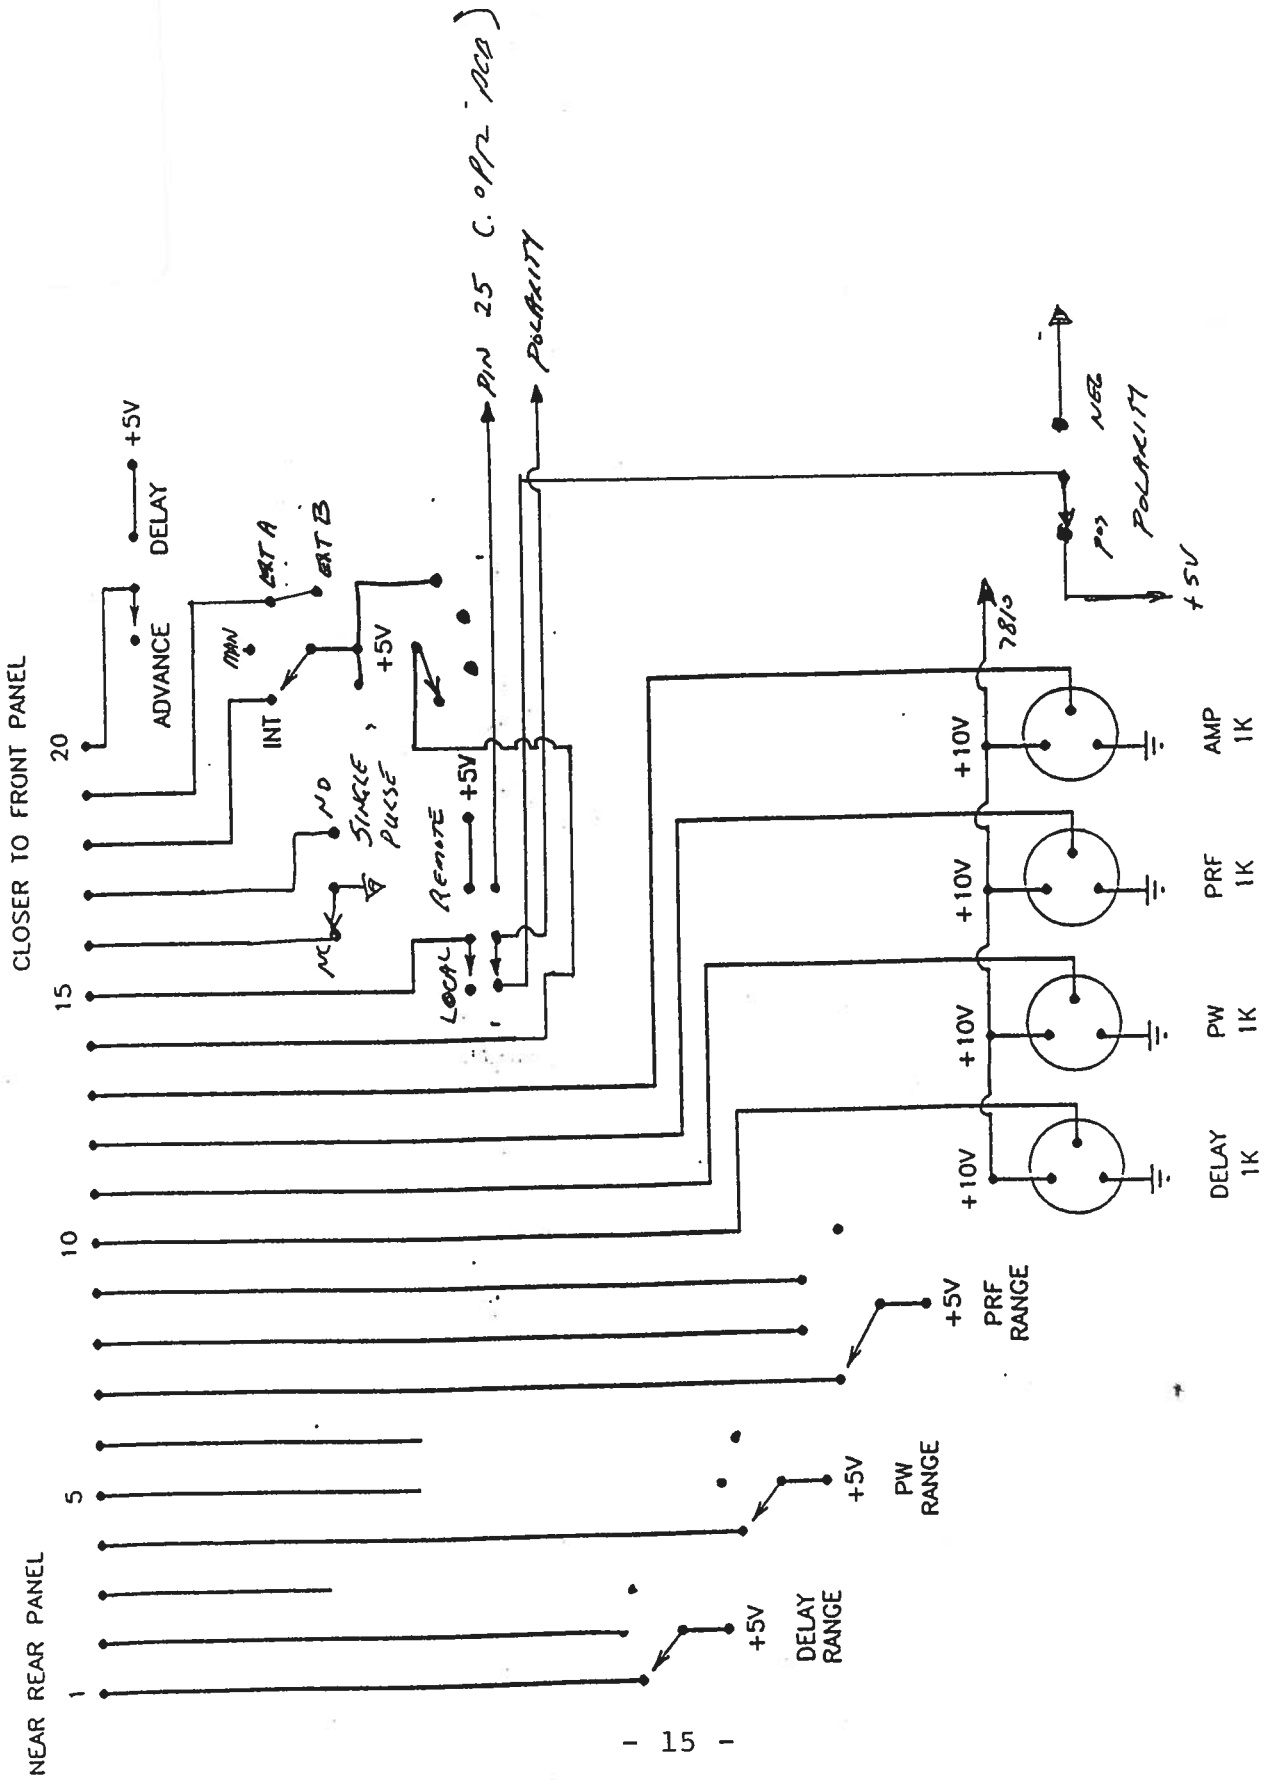 NEAR REAR PANEL
CLOSER TO FRONT PANEL
1
5
10
15
20
ADVANCE
DELAY
+5V
MAN
EXT A
EXT B
INT
+5V
NC
NO
SINGLE
PULSE
LOCAL
REMOTE
+5V
PIN 25
POLARITY
+5V
DELAY
RANGE
+5V
PW
RANGE
+5V
PRF
RANGE
+10V
+10V
+10V
+10V
7810
DELAY
1K
PW
1K
PRF
1K
AMP
1K
POS
NEG
POLARITY
+5V
- 15 -